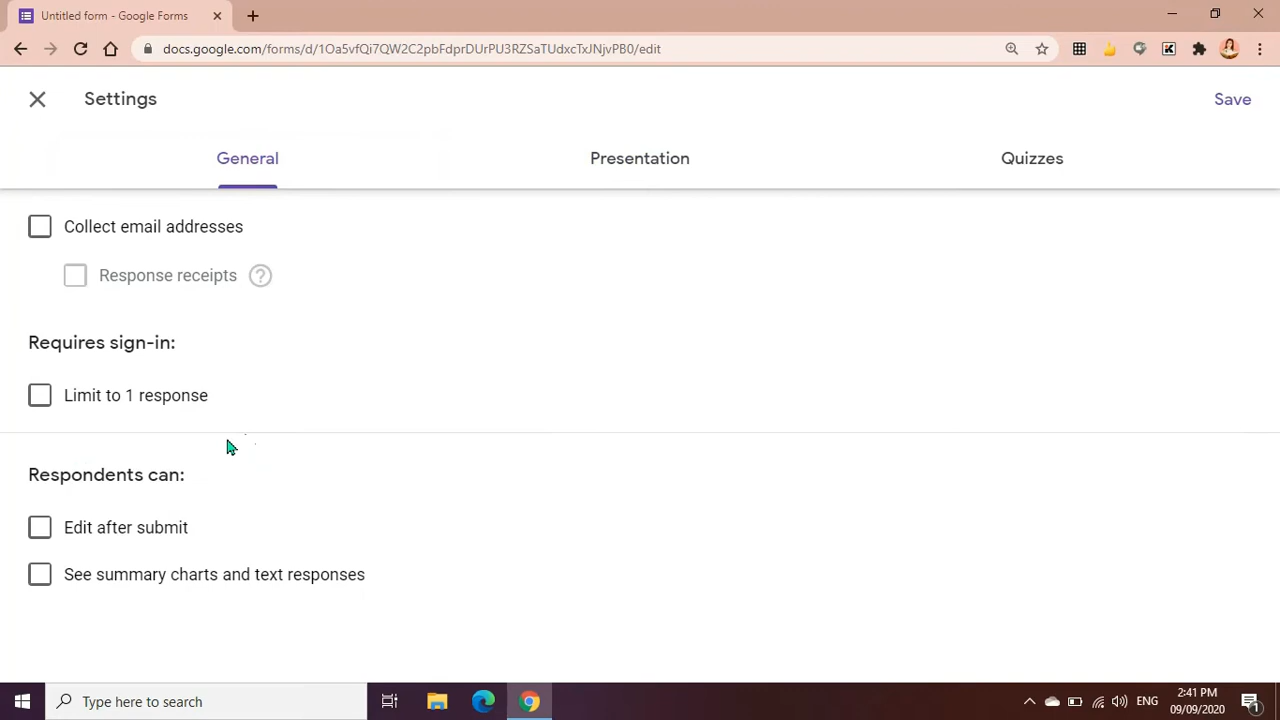 Untitled form - Google Forms
docs.google.com/forms/d/1Oa5vfQi7QW2C2pbFdprDUrPU3RZSaTUdxcTxJNjvPB0/edit
Settings
Save
General
Presentation
Quizzes
Collect email addresses
Response receipts
Requires sign-in:
Limit to 1 response
Respondents can:
Edit after submit
See summary charts and text responses
Type here to search
ENG
2:41 PM
09/09/2020
1